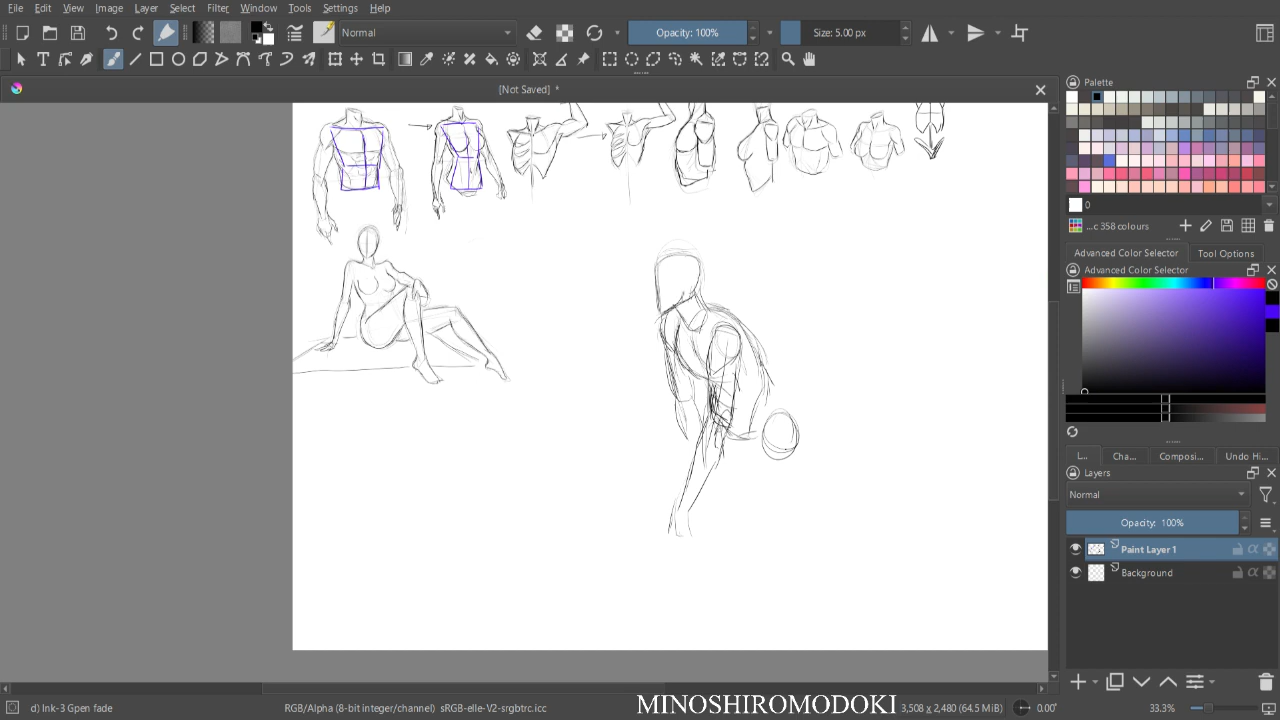 File Edit View Image Layer Select Filter Tools Settings Help
Normal Opacity: 100% Size: 5.00 px
[Not Saved] *
Palette
0
...c 358 colours
Advanced Color Selector Tool Options
Advanced Color Selector
L... Cha... Composi... Undo Hi...
Layers
Normal
Opacity: 100%
Paint Layer 1
Background
d) Ink-3 Gpen fade RGB/Alpha (8-bit integer/channel) sRGB-elle-V2-srgbtrc.icc MINOSHIROMODOKI 3,508 x 2,480 (64.5 MiB) 0.00° 33.3%